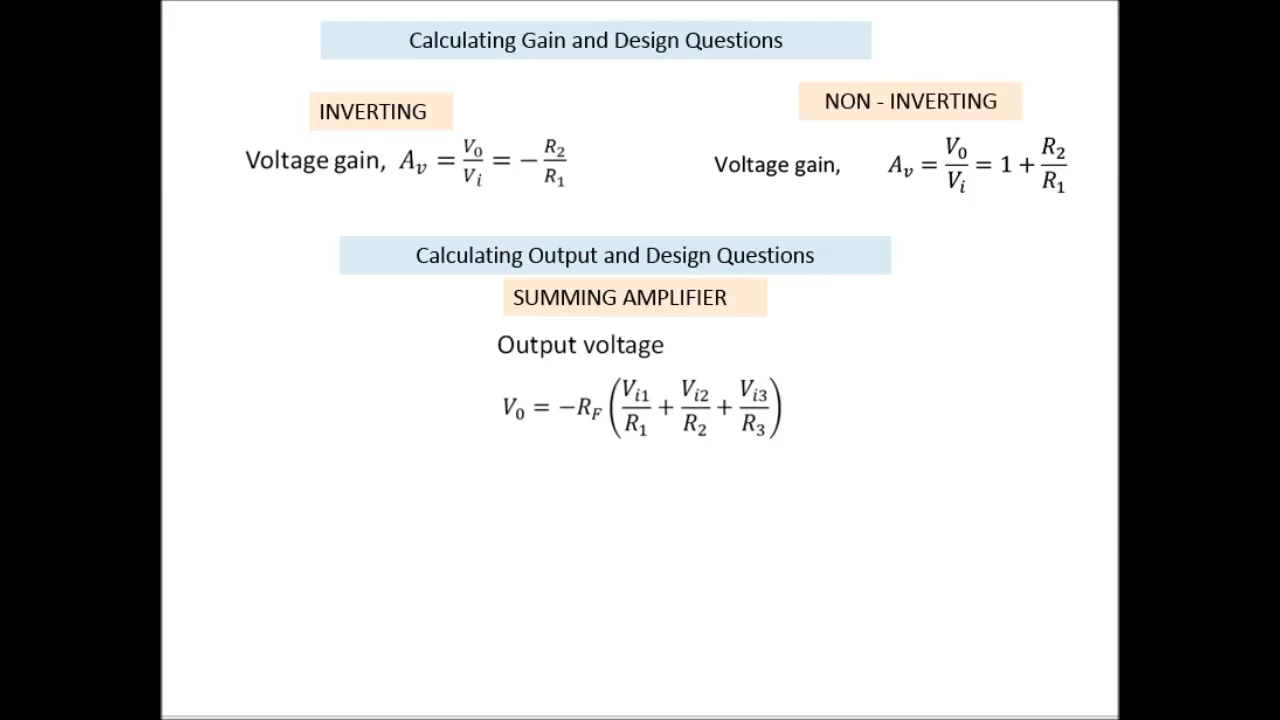 Calculating Gain and Design Questions
INVERTING
Voltage gain, A_v = V_0/V_i = − R_2/R_1
NON - INVERTING
Voltage gain, A_v = V_0/V_i = 1 + R_2/R_1
Calculating Output and Design Questions
SUMMING AMPLIFIER
Output voltage
V_0 = −R_F (V_i1/R_1 + V_i2/R_2 + V_i3/R_3)